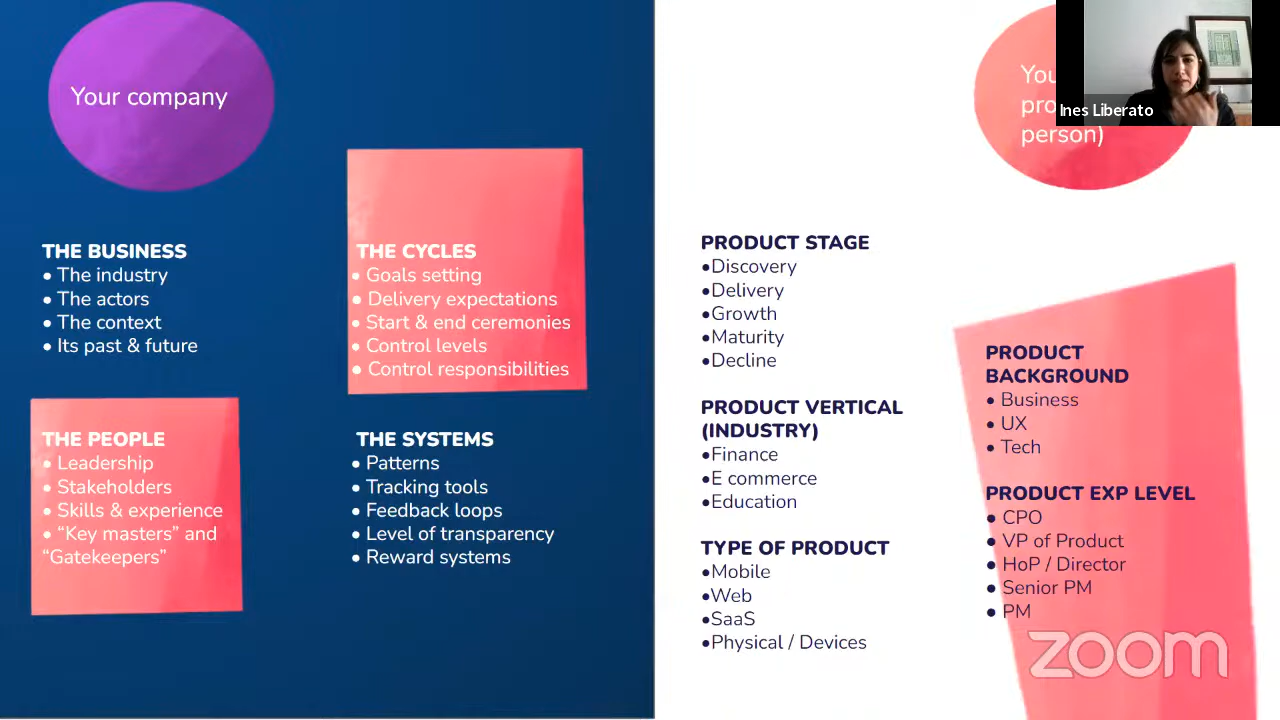 Your company
THE BUSINESS
• The industry
• The actors
• The context
• Its past & future
THE PEOPLE
• Leadership
• Stakeholders
• Skills & experience
• “Key masters” and
“Gatekeepers”
THE CYCLES
• Goals setting
• Delivery expectations
• Start & end ceremonies
• Control levels
• Control responsibilities
THE SYSTEMS
• Patterns
• Tracking tools
• Feedback loops
• Level of transparency
• Reward systems
PRODUCT STAGE
•Discovery
•Delivery
•Growth
•Maturity
•Decline
PRODUCT VERTICAL
(INDUSTRY)
•Finance
•E commerce
•Education
TYPE OF PRODUCT
•Mobile
•Web
•SaaS
•Physical / Devices
person)
Ines Liberato
PRODUCT
BACKGROUND
• Business
• UX
• Tech
PRODUCT EXP LEVEL
• CPO
• VP of Product
• HoP / Director
• Senior PM
• PM
zoom